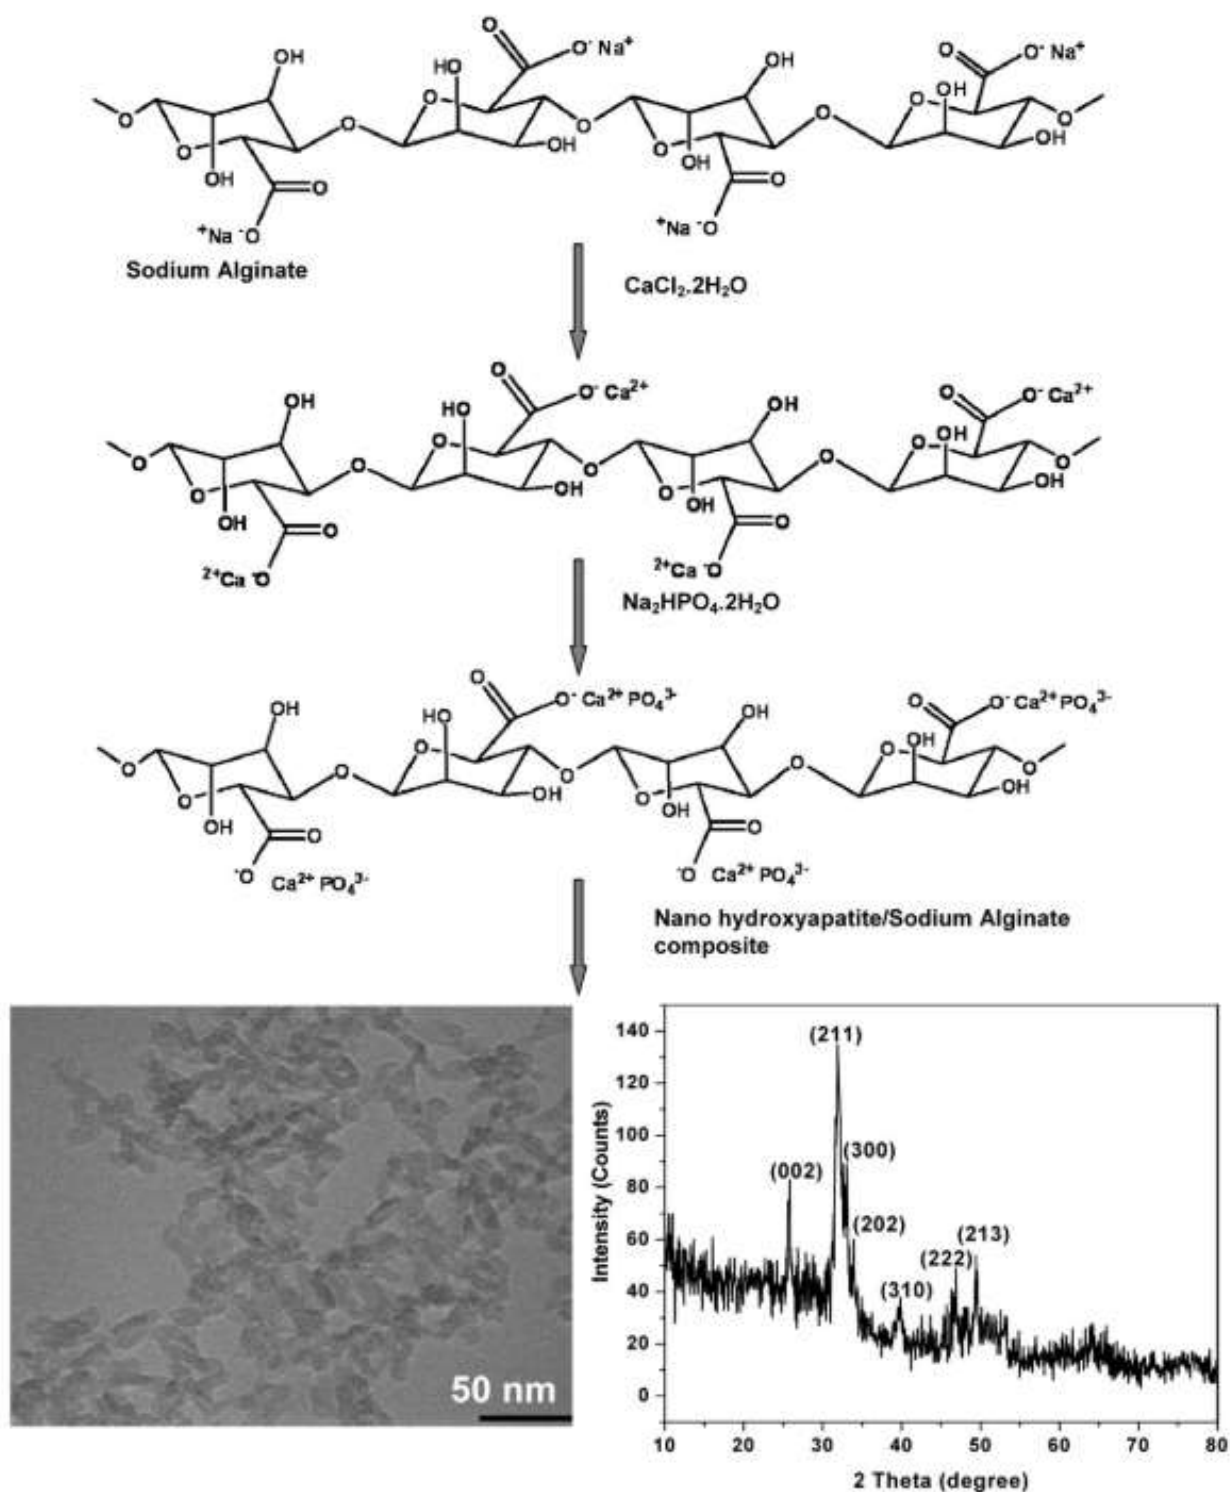 OH
O
O⁻ Na⁺
HO
OH
O
O⁻ Na⁺
OH
O
O
O
O
OH
O
O
OH
O
O
O
OH
OH
OH
O
O
⁺Na ⁻O
⁺Na ⁻O
Sodium Alginate
CaCl₂.2H₂O
O
O⁻ Ca²⁺
O
O⁻ Ca²⁺
OH
HO
OH
OH
O
O
O
O
O
O
O
O
OH
OH
OH
OH
O
O
²⁺Ca ⁻O
²⁺Ca ⁻O
Na₂HPO₄.2H₂O
O
O⁻ Ca²⁺ PO₄³⁻
O
O⁻ Ca²⁺ PO₄³⁻
OH
HO
OH
OH
O
O
O
O
O
O
O
O
OH
OH
OH
OH
O
O
⁻O Ca²⁺ PO₄³⁻
⁻O Ca²⁺ PO₄³⁻
Nano hydroxyapatite/Sodium Alginate
composite
50 nm
140
120
100
80
60
40
20
0
Intensity (Counts)
(211)
(300)
(002)
(202)
(213)
(222)
(310)
10 20 30 40 50 60 70 80
2 Theta (degree)